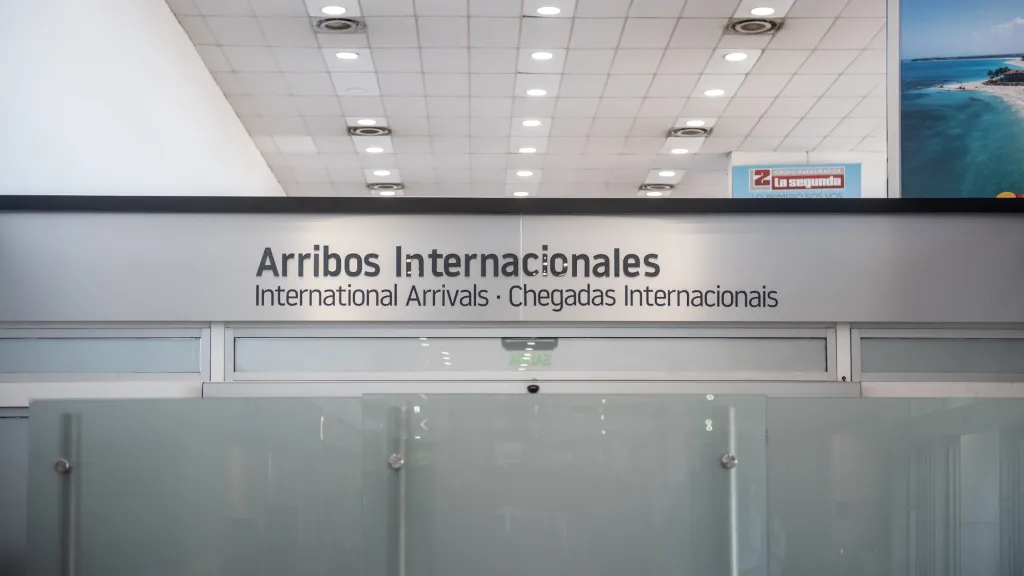 La segunda
Arribos Internacionales
International Arrivals · Chegadas Internacionais